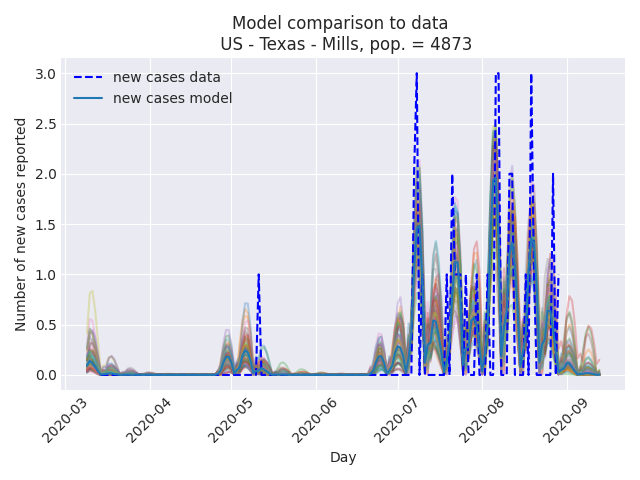 Model comparison to data
US - Texas - Mills, pop. = 4873
new cases data
new cases model
Number of new cases reported
3.0
2.5
2.0
1.5
1.0
0.5
0.0
2020-03
2020-04
2020-05
2020-06
2020-07
2020-08
2020-09
Day